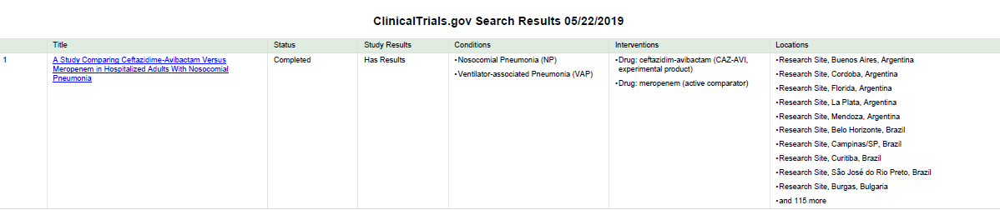 ClinicalTrials.gov Search Results 05/22/2019
Title Status Study Results Conditions Interventions Locations
1
A Study Comparing Ceftazidime-Avibactam Versus
Meropenem in Hospitalized Adults With Nosocomial
Pneumonia
Completed
Has Results
•Nosocomial Pneumonia (NP)
•Ventilator-associated Pneumonia (VAP)
•Drug: ceftazidim-avibactam (CAZ-AVI,
experimental product)
•Drug: meropenem (active comparator)
•Research Site, Buenos Aires, Argentina
•Research Site, Cordoba, Argentina
•Research Site, Florida, Argentina
•Research Site, La Plata, Argentina
•Research Site, Mendoza, Argentina
•Research Site, Belo Horizonte, Brazil
•Research Site, Campinas/SP, Brazil
•Research Site, Curitiba, Brazil
•Research Site, São José do Rio Preto, Brazil
•Research Site, Burgas, Bulgaria
•and 115 more